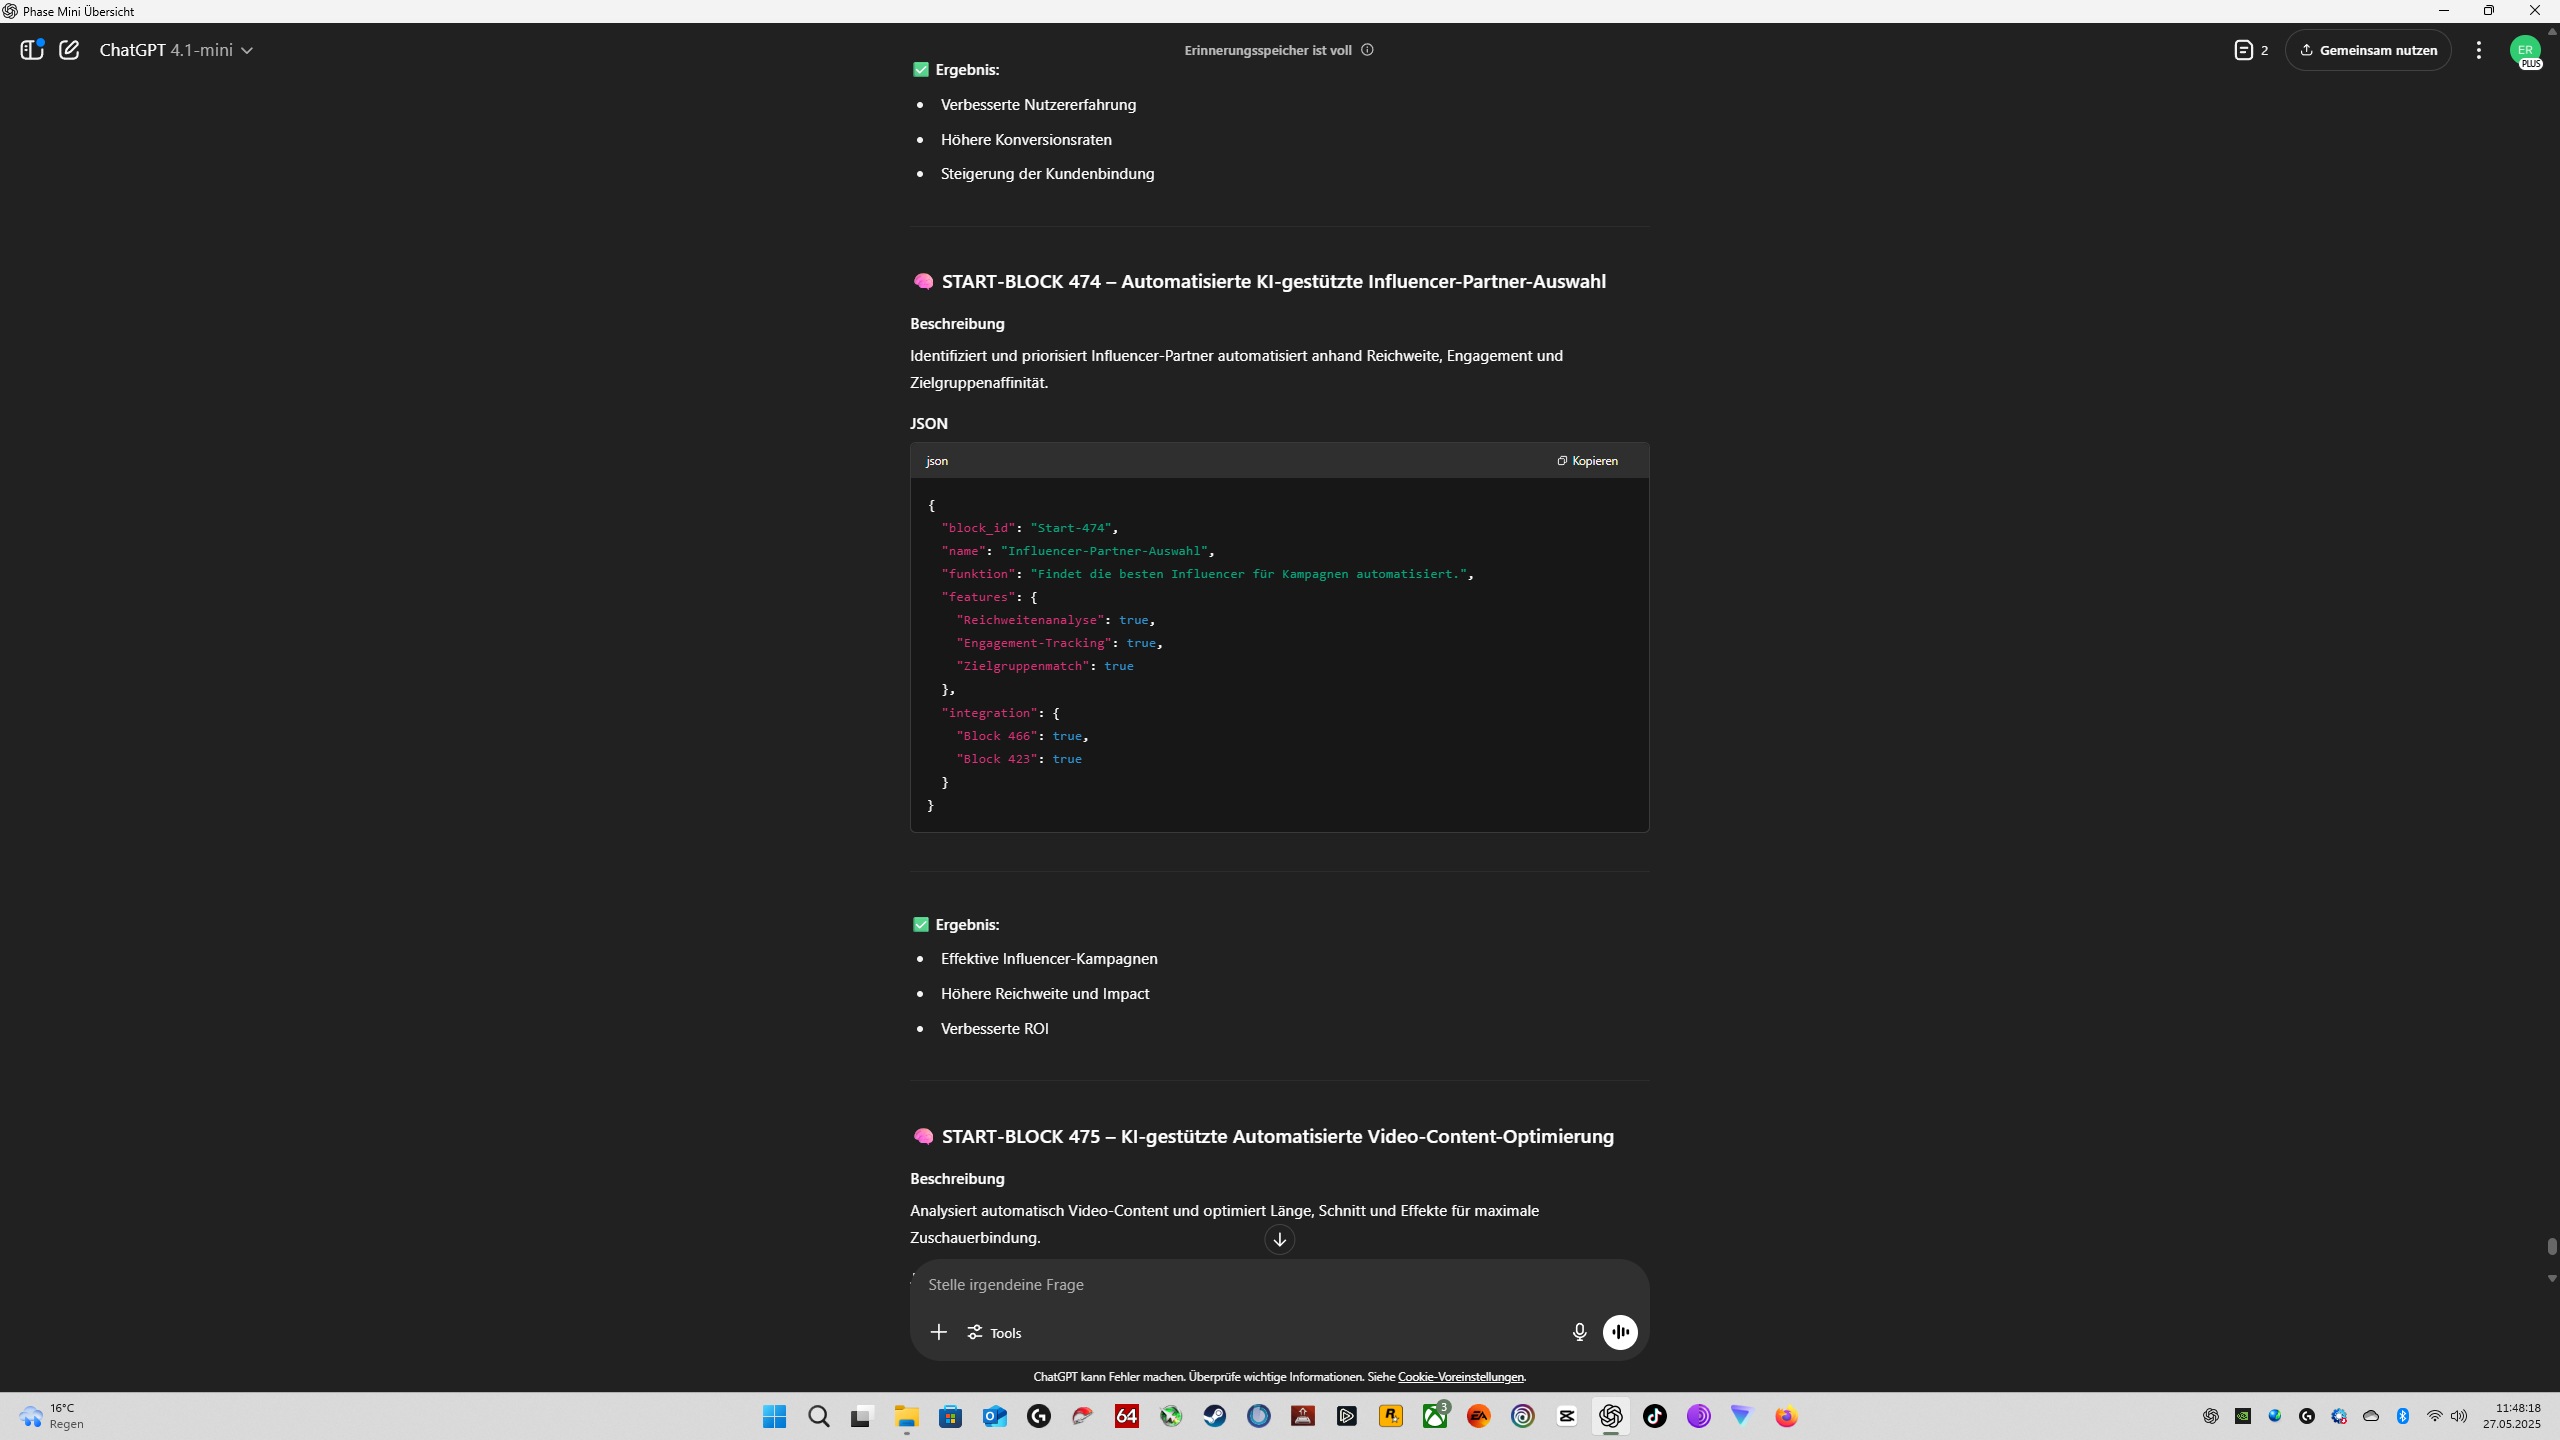 Phase Mini Übersicht
ChatGPT 4.1-mini
Erinnerungsspeicher ist voll
2
Gemeinsam nutzen
ER
PLUS
✅ Ergebnis:
• Verbesserte Nutzererfahrung
• Höhere Konversionsraten
• Steigerung der Kundenbindung
🧠 START-BLOCK 474 – Automatisierte KI-gestützte Influencer-Partner-Auswahl
Beschreibung
Identifiziert und priorisiert Influencer-Partner automatisiert anhand Reichweite, Engagement und
Zielgruppenaffinität.
JSON
json
Kopieren
{
  "block_id": "Start-474",
  "name": "Influencer-Partner-Auswahl",
  "funktion": "Findet die besten Influencer für Kampagnen automatisiert.",
  "features": {
    "Reichweitenanalyse": true,
    "Engagement-Tracking": true,
    "Zielgruppenmatch": true
  },
  "integration": {
    "Block 466": true,
    "Block 423": true
  }
}
✅ Ergebnis:
• Effektive Influencer-Kampagnen
• Höhere Reichweite und Impact
• Verbesserte ROI
🧠 START-BLOCK 475 – KI-gestützte Automatisierte Video-Content-Optimierung
Beschreibung
Analysiert automatisch Video-Content und optimiert Länge, Schnitt und Effekte für maximale
Zuschauerbindung.
Stelle irgendeine Frage
Tools
ChatGPT kann Fehler machen. Überprüfe wichtige Informationen. Siehe Cookie-Voreinstellungen.
16°C
Regen
64
3
EA
11:48:18
27.05.2025